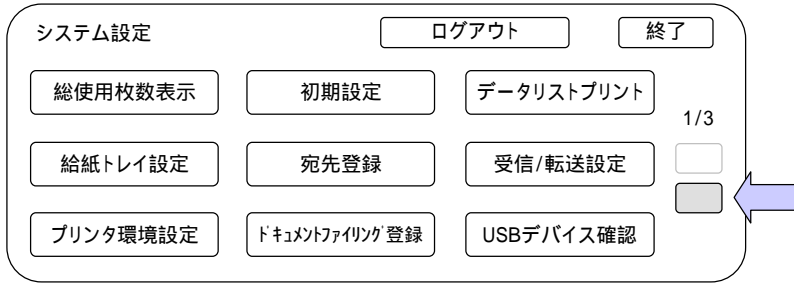 システム設定
ログアウト
終了
総使用枚数表示
初期設定
データリストプリント
1/3
給紙トレイ設定
宛先登録
受信/転送設定
プリンタ環境設定
ﾄﾞｷｭﾒﾝﾄﾌｧｲﾘﾝｸﾞ登録
USBデバイス確認